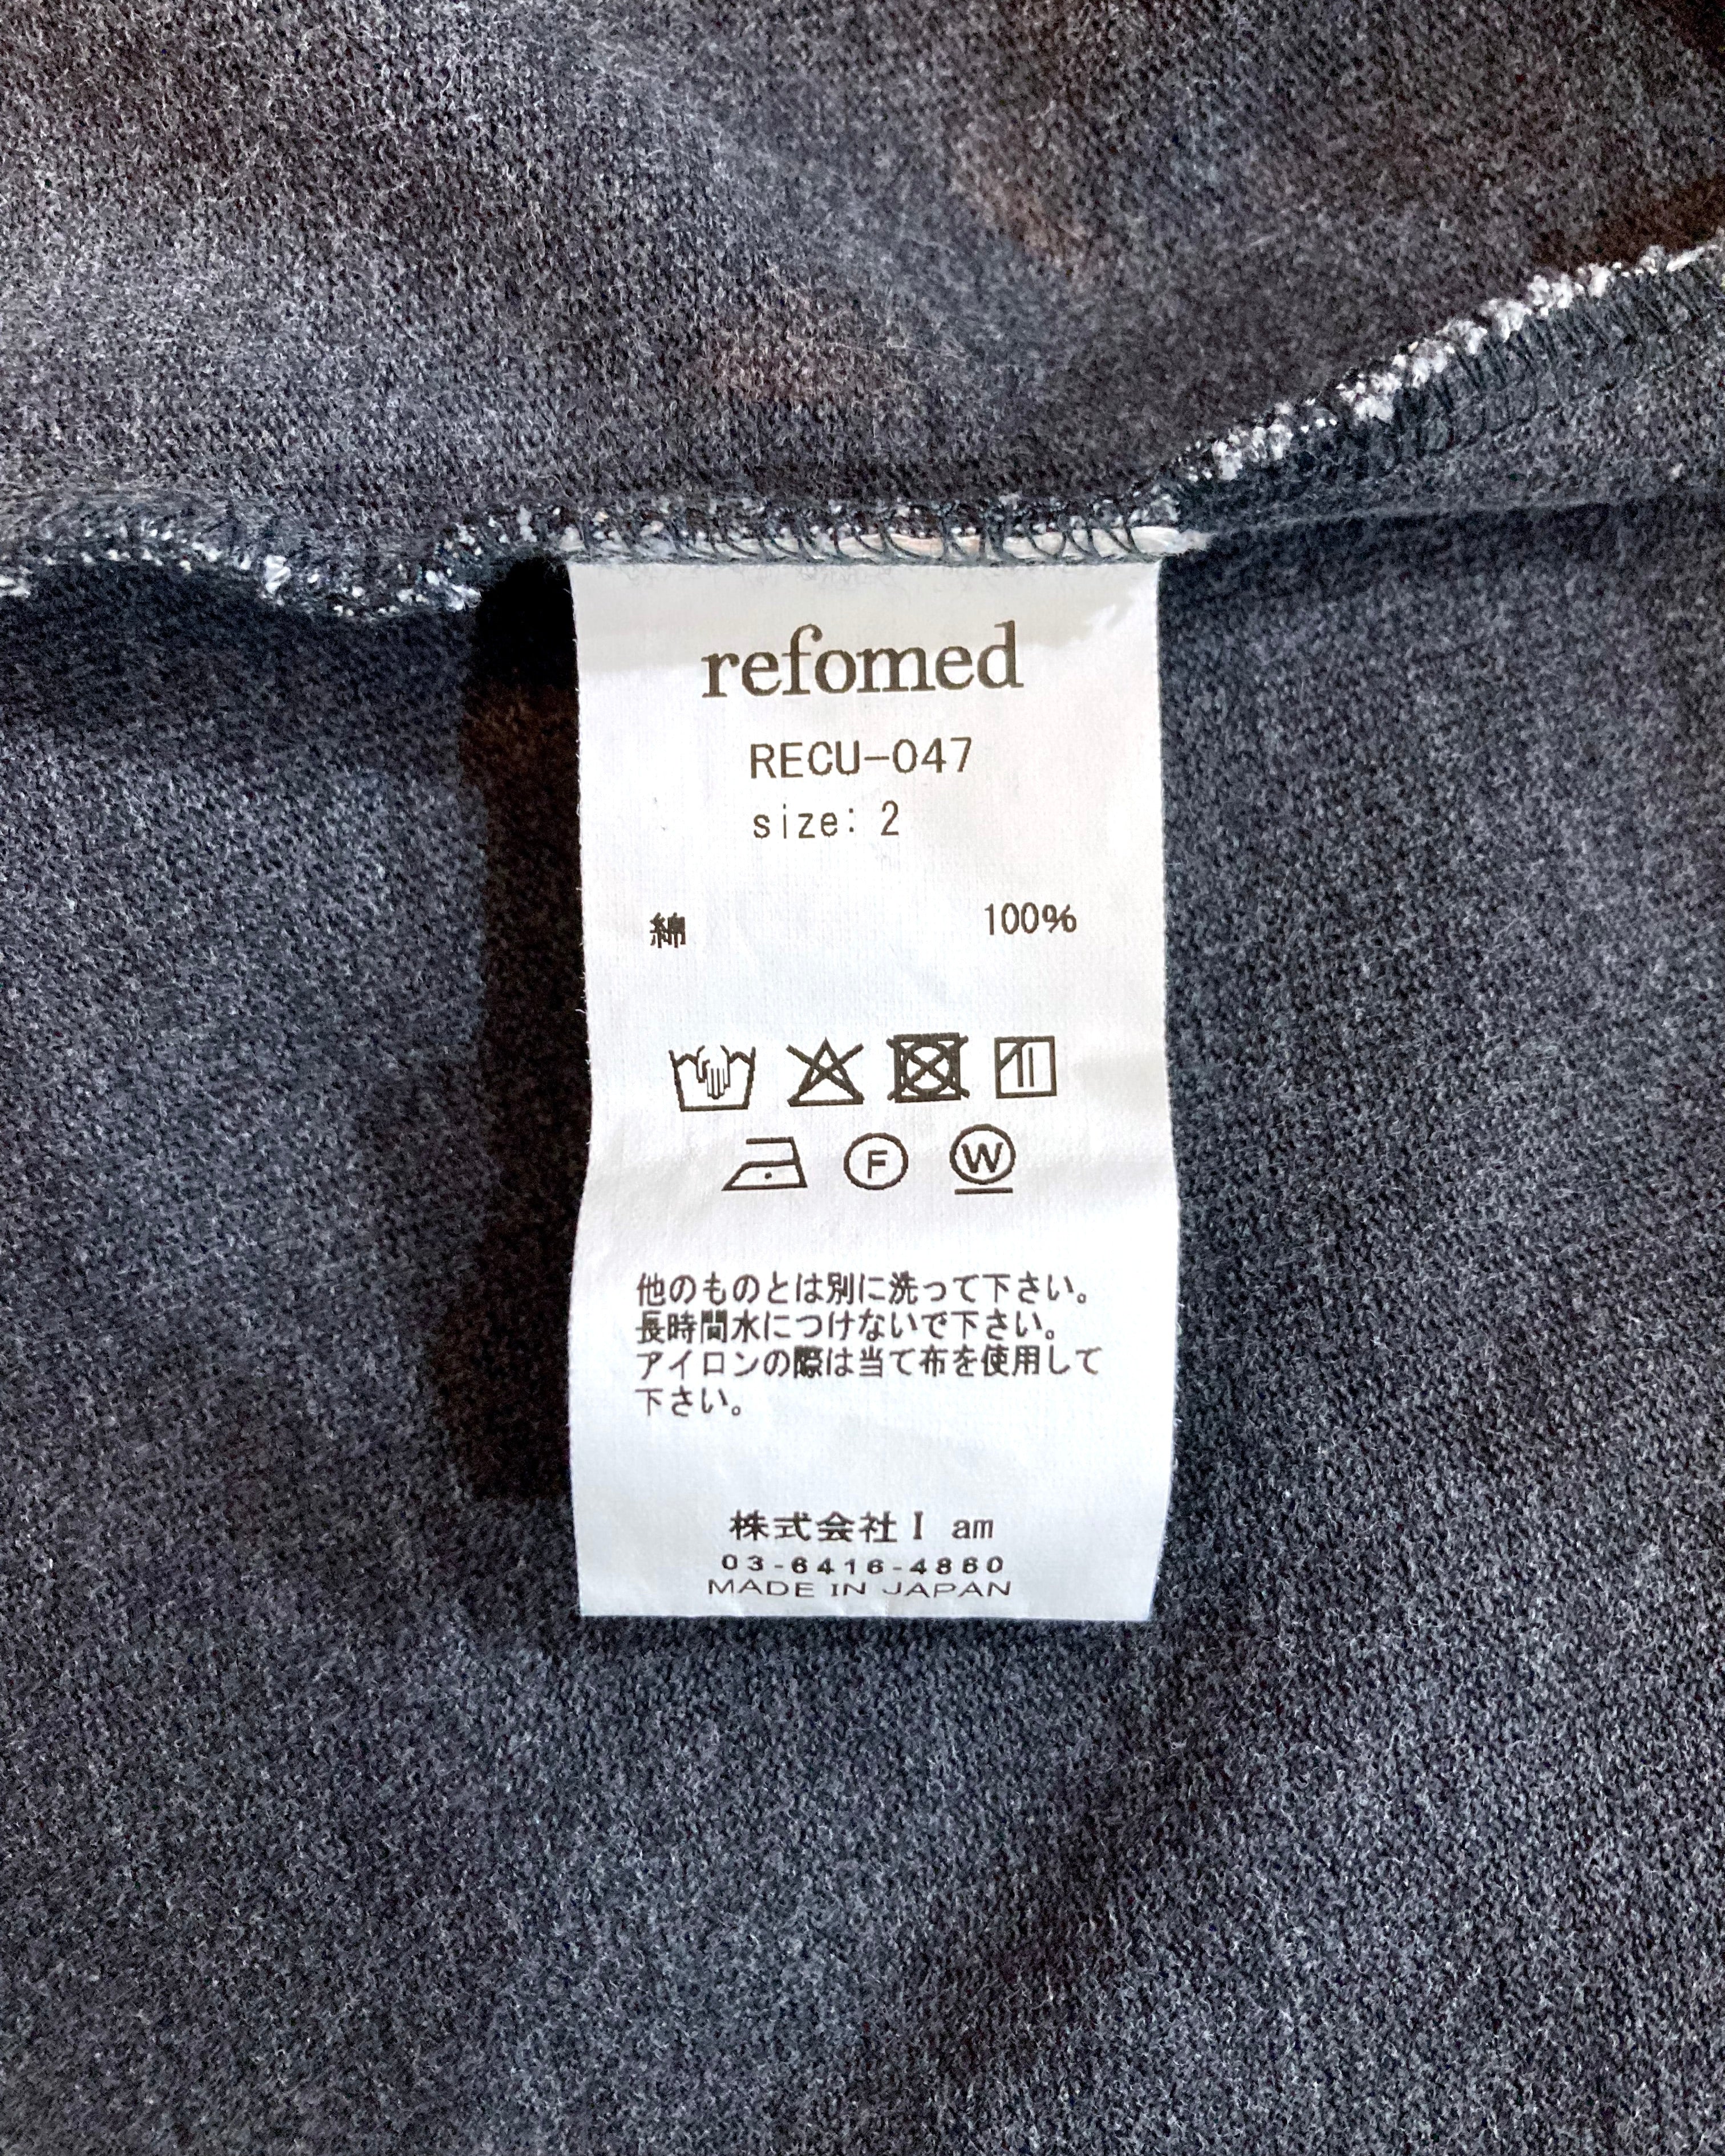 refomed
RECU-047
size: 2
綿 100%
F W
他のものとは別に洗って下さい。
長時間水につけないで下さい。
アイロンの際は当て布を使用して
下さい。
株式会社I am
03-6416-4860
MADE IN JAPAN